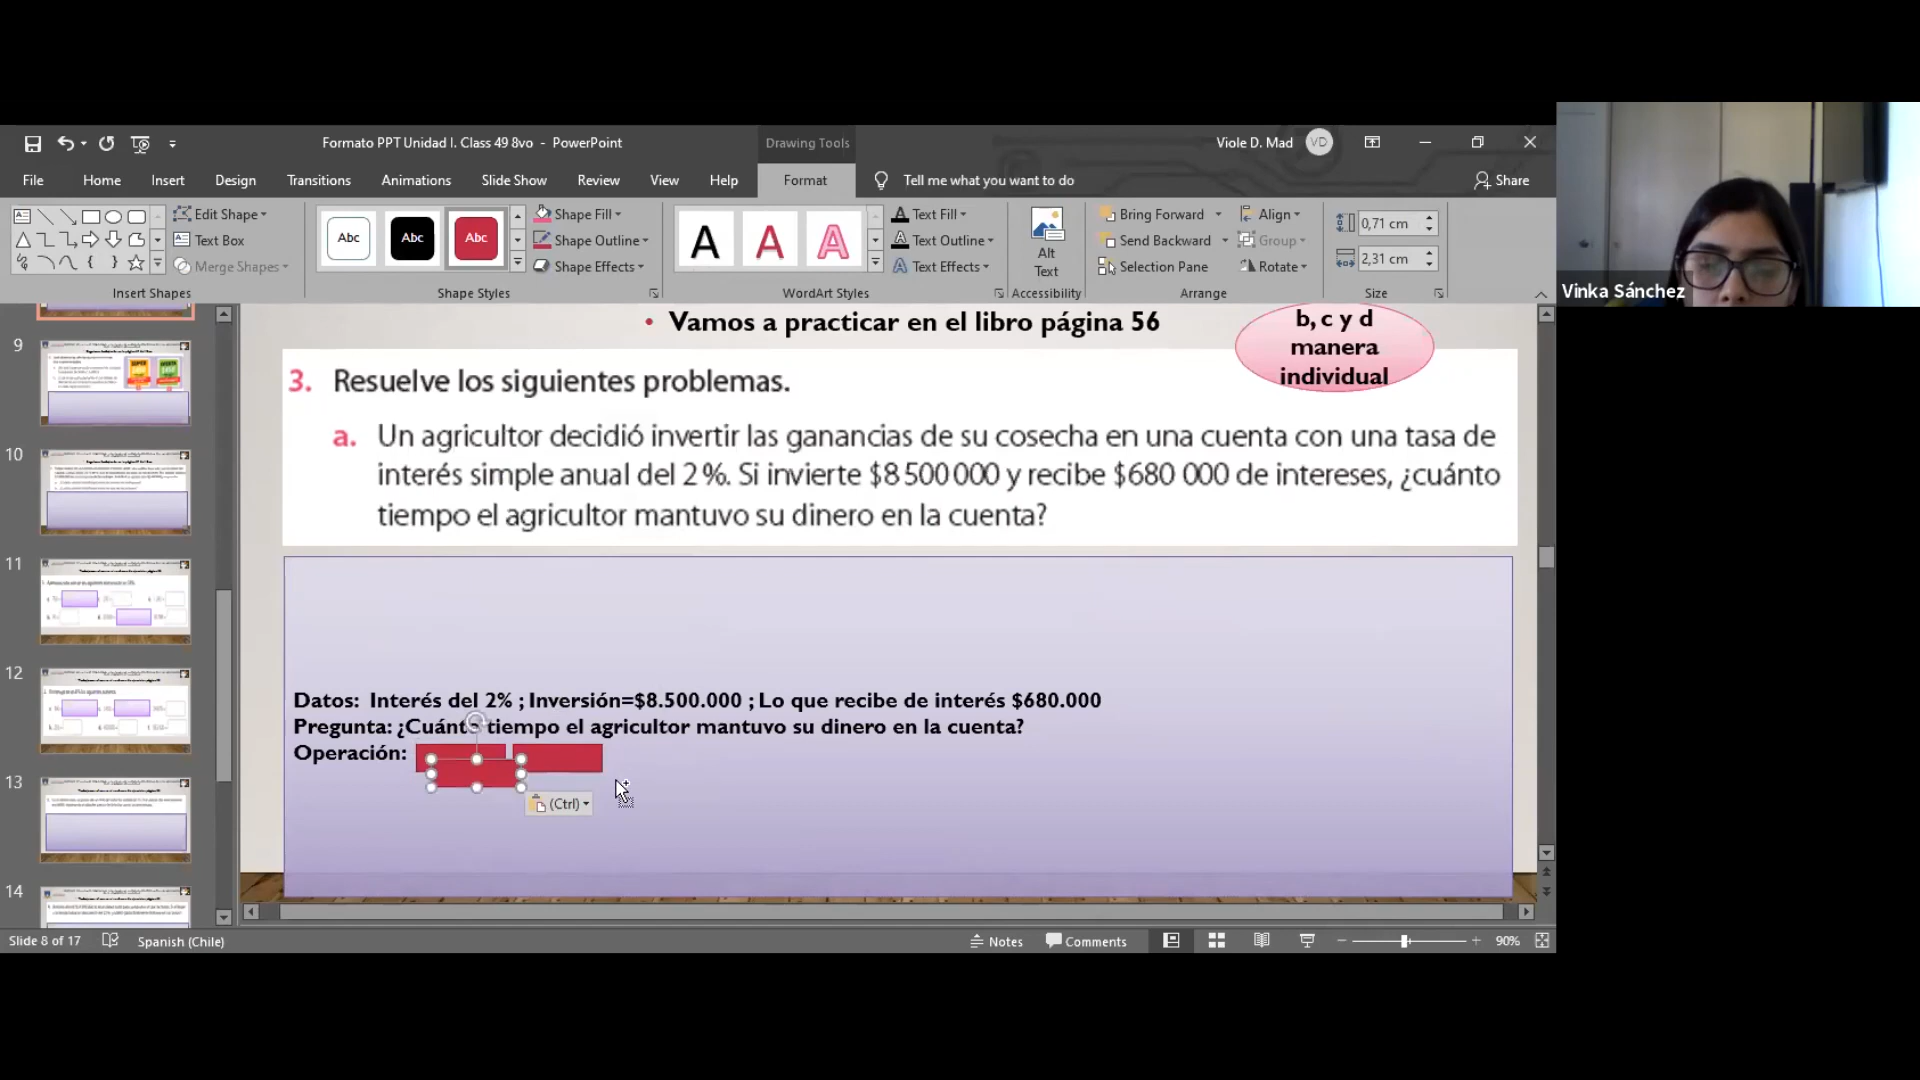 Formato PPT Unidad I. Class 49 8vo - PowerPoint
Drawing Tools
Viole D. Mad
VD
File
Home
Insert
Design
Transitions
Animations
Slide Show
Review
View
Help
Format
Tell me what you want to do
Share
Edit Shape
Text Box
Merge Shapes
Insert Shapes
Abc
Abc
Abc
Shape Fill
Shape Outline
Shape Effects
Shape Styles
A
A
A
Text Fill
Text Outline
Text Effects
WordArt Styles
Alt
Text
Accessibility
Bring Forward
Send Backward
Selection Pane
Align
Group
Rotate
Arrange
0,71 cm
2,31 cm
Size
Vinka Sánchez
9
10
11
12
13
14
• Vamos a practicar en el libro página 56
b, c y d
manera
individual
3. Resuelve los siguientes problemas.
a. Un agricultor decidió invertir las ganancias de su cosecha en una cuenta con una tasa de
interés simple anual del 2 %. Si invierte $8 500 000 y recibe $680 000 de intereses, ¿cuánto
tiempo el agricultor mantuvo su dinero en la cuenta?
Datos: Interés del 2% ; Inversión=$8.500.000 ; Lo que recibe de interés $680.000
Pregunta: ¿Cuánto tiempo el agricultor mantuvo su dinero en la cuenta?
Operación:
(Ctrl)
Slide 8 of 17
Spanish (Chile)
Notes
Comments
90%